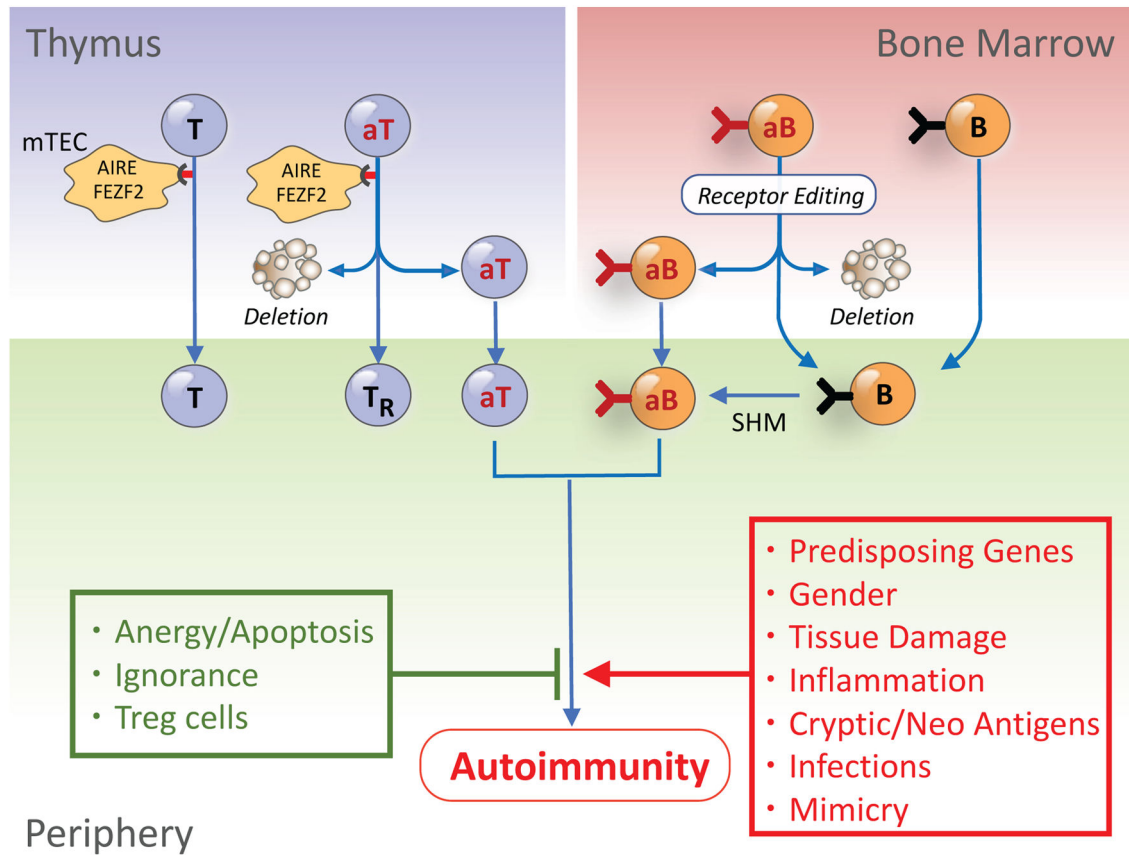 Thymus
Bone Marrow
T
aT
aB
B
mTEC
AIRE
FEZF2
AIRE
FEZF2
Receptor Editing
aT
aB
Deletion
Deletion
T
TR
aT
aB
B
SHM
· Anergy/Apoptosis
· Ignorance
· Treg cells
· Predisposing Genes
· Gender
· Tissue Damage
· Inflammation
· Cryptic/Neo Antigens
· Infections
· Mimicry
Autoimmunity
Periphery